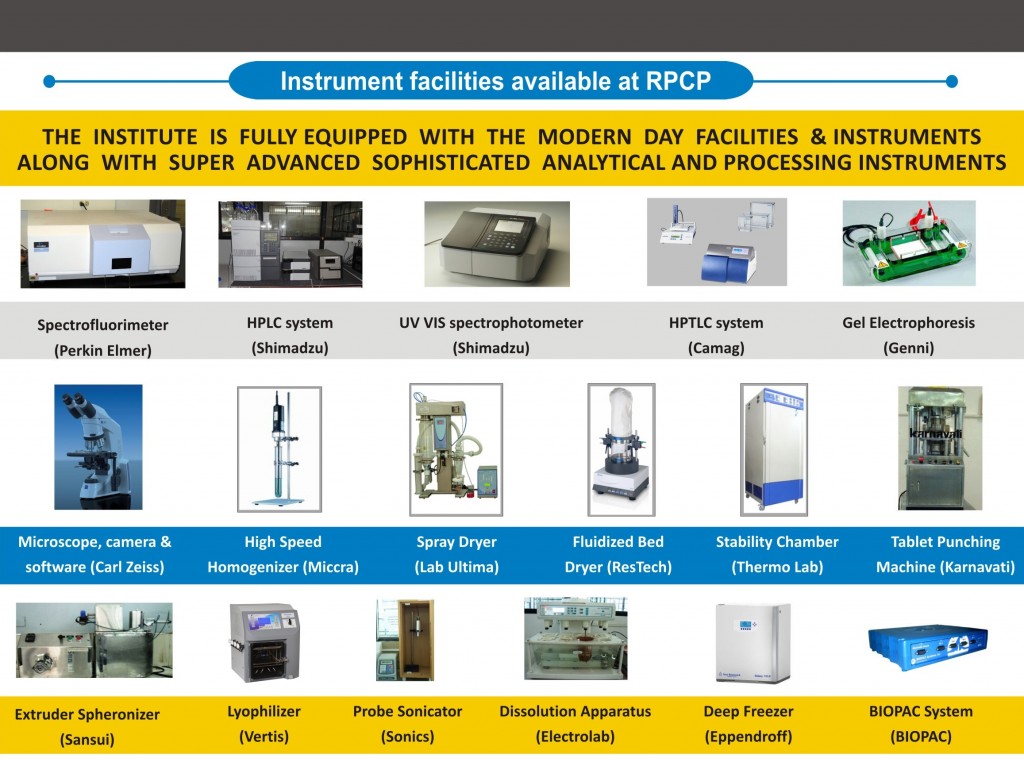 Instrument facilities available at RPCP
THE INSTITUTE IS FULLY EQUIPPED WITH THE MODERN DAY FACILITIES & INSTRUMENTS
ALONG WITH SUPER ADVANCED SOPHISTICATED ANALYTICAL AND PROCESSING INSTRUMENTS
Spectrofluorimeter
(Perkin Elmer)
HPLC system
(Shimadzu)
UV VIS spectrophotometer
(Shimadzu)
HPTLC system
(Camag)
Gel Electrophoresis
(Genni)
karnavati
Microscope, camera &
software (Carl Zeiss)
High Speed
Homogenizer (Miccra)
Spray Dryer
(Lab Ultima)
Fluidized Bed
Dryer (ResTech)
Stability Chamber
(Thermo Lab)
Tablet Punching
Machine (Karnavati)
Extruder Spheronizer
(Sansui)
Lyophilizer
(Vertis)
Probe Sonicator
(Sonics)
Dissolution Apparatus
(Electrolab)
Deep Freezer
(Eppendroff)
BIOPAC System
(BIOPAC)